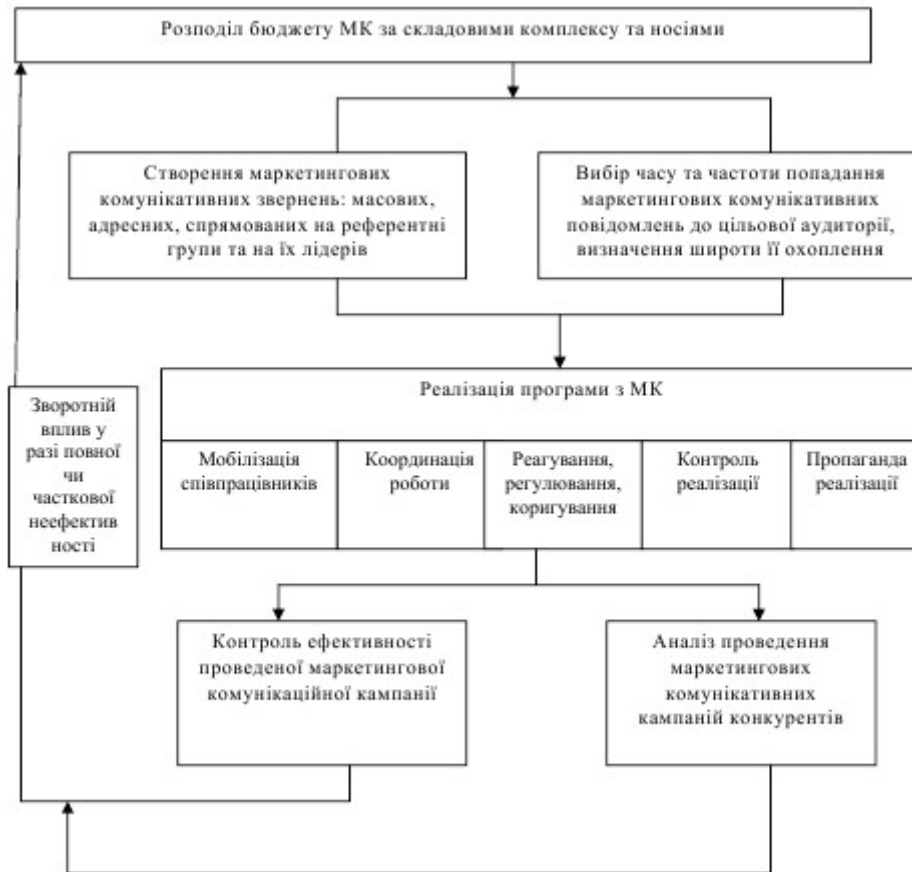 Розподіл бюджету МК за складовими комплексу та носіями
Створення маркетингових
комунікативних звернень: масових,
адресних, спрямованих на референтні
групи та на їх лідерів
Вибір часу та частоти попадання
маркетингових комунікативних
повідомлень до цільової аудиторії,
визначення широти її охоплення
Зворотній
вплив у
разі повної
чи
часткової
неефектив
ності
Реалізація програми з МК
Мобілізація
співпрацівників
Координація
роботи
Реагування,
регулювання,
коригування
Контроль
реалізації
Пропаганда
реалізації
Контроль ефективності
проведеної маркетингової
комунікаційної кампанії
Аналіз проведення
маркетингових
комунікативних
кампаній конкурентів